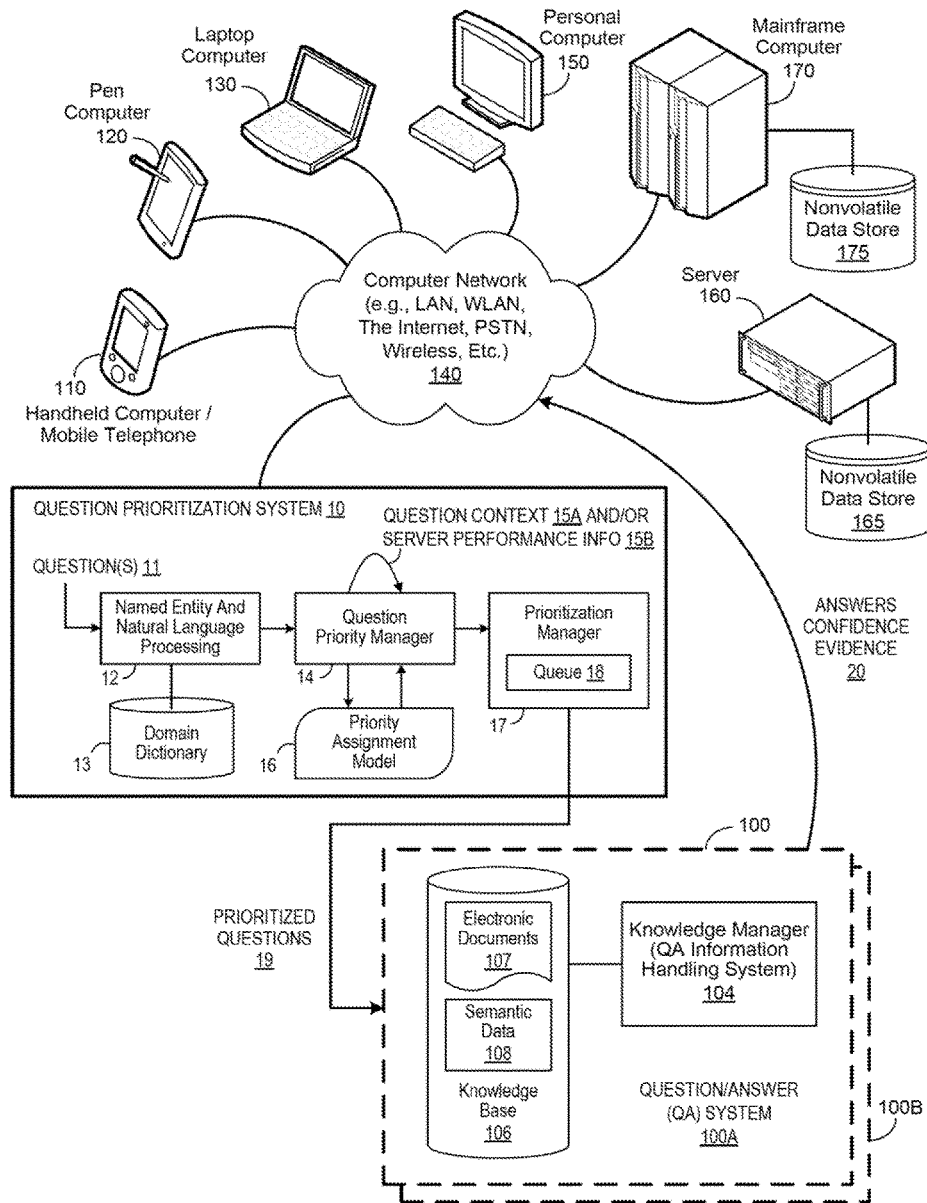 Laptop
Computer
130
Personal
Computer
150
Mainframe
Computer
170
Pen
Computer
120
Nonvolatile
Data Store
175
Computer Network
(e.g., LAN, WLAN,
The Internet, PSTN,
Wireless, Etc.)
140
Server
160
110
Handheld Computer /
Mobile Telephone
Nonvolatile
Data Store
165
QUESTION PRIORITIZATION SYSTEM 10
QUESTION CONTEXT 15A AND/OR
SERVER PERFORMANCE INFO 15B
QUESTION(S) 11
Named Entity And
Natural Language
Processing
12
Question
Priority Manager
14
Prioritization
Manager
Queue 18
17
Domain
Dictionary
13
Priority
Assignment
Model
16
ANSWERS
CONFIDENCE
EVIDENCE
20
100
PRIORITIZED
QUESTIONS
19
Electronic
Documents
107
Semantic
Data
108
Knowledge
Base
106
Knowledge Manager
(QA Information
Handling System)
104
QUESTION/ANSWER
(QA) SYSTEM
100A
100B